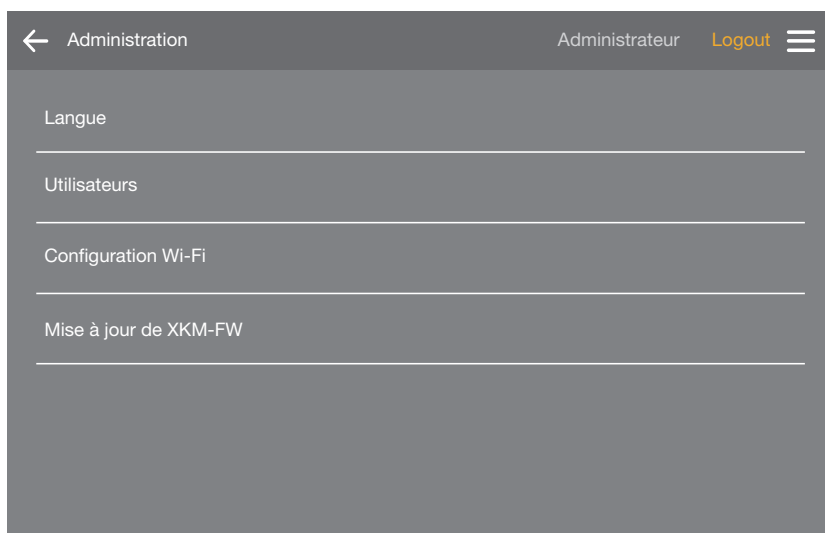 Administration Administrateur Logout
Langue
Utilisateurs
Configuration Wi-Fi
Mise à jour de XKM-FW